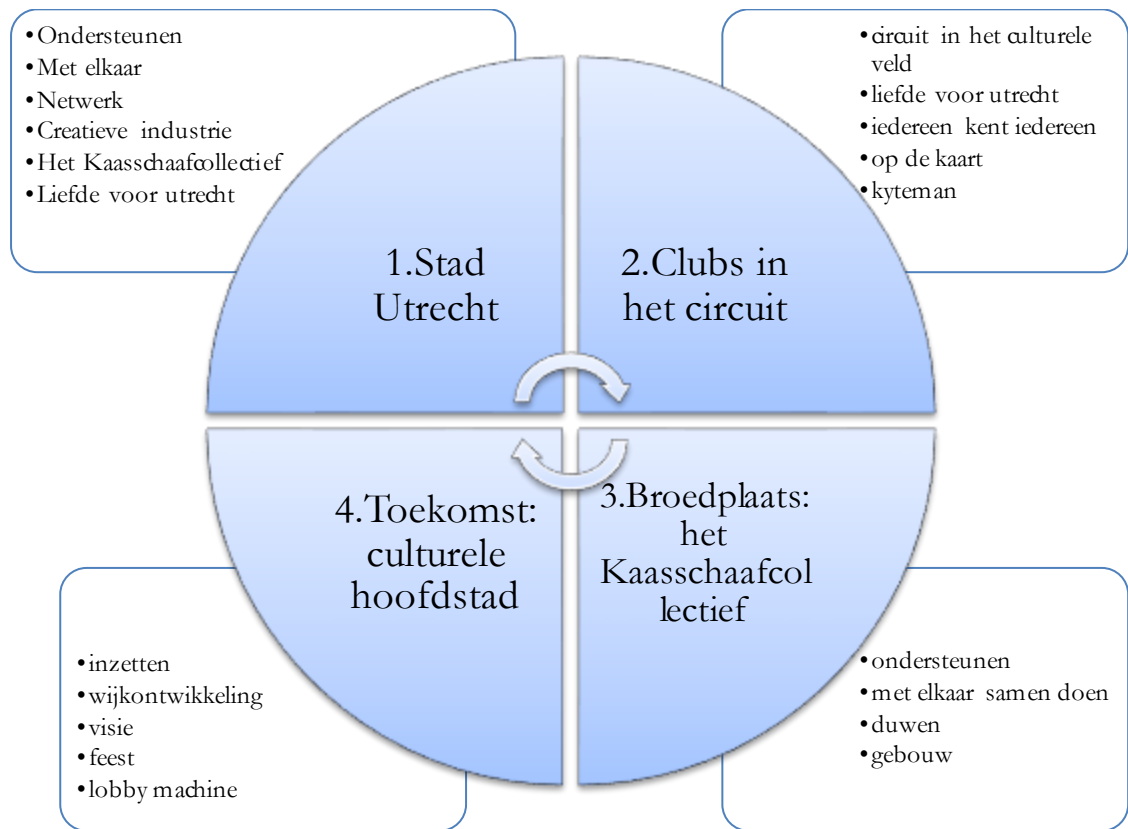 •Ondersteunen
•Met elkaar
•Netwerk
•Creatieve industrie
•Het Kaasschaafcollectief
•Liefde voor utrecht
1.Stad
Utrecht
•circuit in het culturele
veld
•liefde voor utrecht
•iedereen kent iedereen
•op de kaart
•kyteman
2.Clubs in
het circuit
3.Broedplaats:
het
Kaasschaafcol
lectief
•ondersteunen
•met elkaar samen doen
•duwen
•gebouw
4.Toekomst:
culturele
hoofdstad
•inzetten
•wijkontwikkeling
•visie
•feest
•lobby machine